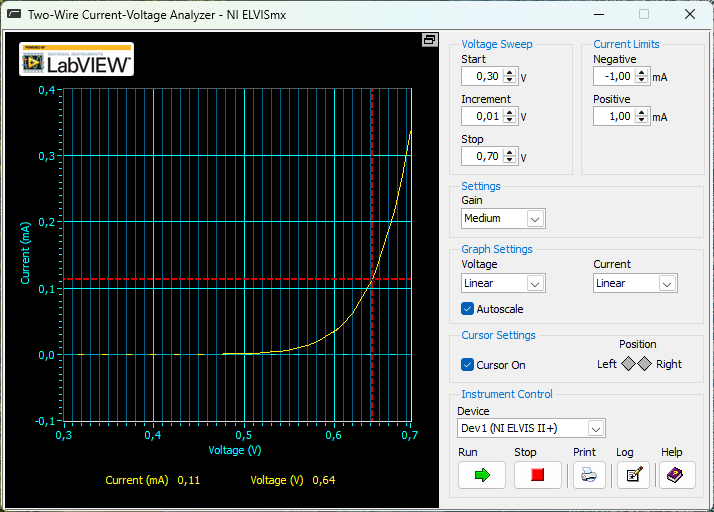 Two-Wire Current-Voltage Analyzer - NI ELVISmx
POWERED BY
NATIONAL INSTRUMENTS
LabVIEW™
0,4
0,3
0,2
0,1
0,0
-0,1
Current (mA)
0,3 0,4 0,5 0,6 0,7
Voltage (V)
Current (mA) 0,11 Voltage (V) 0,64
Voltage Sweep
Start
0,30 V
Increment
0,01 V
Stop
0,70 V
Current Limits
Negative
-1,00 mA
Positive
1,00 mA
Settings
Gain
Medium
Graph Settings
Voltage Current
Linear Linear
Autoscale
Cursor Settings
Position
Cursor On Left Right
Instrument Control
Device
Dev1 (NI ELVIS II+)
Run Stop Print Log Help